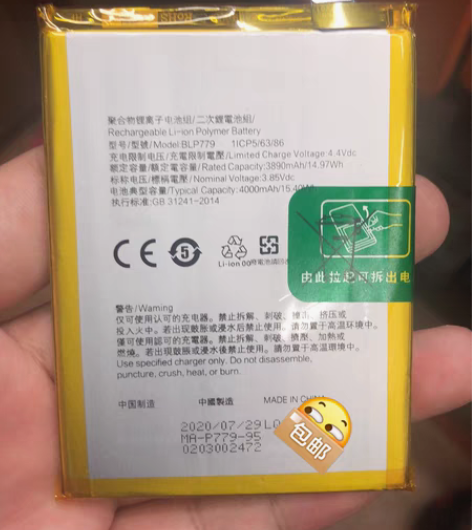 聚合物锂离子电池组/二次鋰電池組/
Rechargeable Li-ion Polymer Battery
型号/型號/Model:BLP779 1ICP5/63/86
充电限制电压/充電限制電壓/Limited Charge Voltage:4.4Vdc
额定容量/額定電容量/Rated Capacity:3890mAh/14.97Wh
标称电压/標稱電壓/Nominal Voltage:3.85Vdc
电池典型容量/Typical Capacity:4000mAh/15.40Wh
执行标准:GB 31241-2014
CE
5
Li-ion 00
由此拉起可拆出电
警告/Warning
仅可使用认可的充电器。禁止拆解、刺破、撞击、挤压或
投入火中。若出现鼓胀或浸水后禁止使用。请勿置于高温环境中。
僅可使用認可的充電器。禁止拆解、刺破、擠壓、加熱或
燃燒。若出現鼓脹或浸水後禁止使用。請勿置於高溫環境中。
Use specified charger only. Do not disassemble,
puncture, crush, heat, or burn.
中国制造 中國製造 MADE IN CHINA
2020/07/29
包邮
MA-P779-95
0203002472